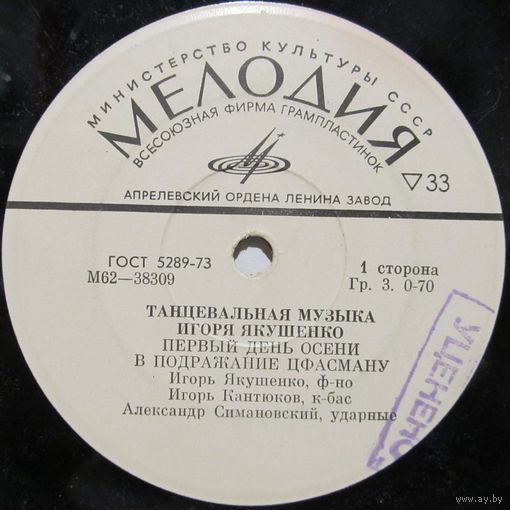 МИНИСТЕРСТВО КУЛЬТУРЫ СССР
МЕЛОДИЯ
ВСЕСОЮЗНАЯ ФИРМА ГРАМПЛАСТИНОК
▽33
АПРЕЛЕВСКИЙ ОРДЕНА ЛЕНИНА ЗАВОД
ГОСТ 5289-73
М62—38309
1 сторона
Гр. 3. 0-70
ТАНЦЕВАЛЬНАЯ МУЗЫКА
ИГОРЯ ЯКУШЕНКО
ПЕРВЫЙ ДЕНЬ ОСЕНИ
В ПОДРАЖАНИЕ ЦФАСМАНУ
Игорь Якушенко, ф-но
Игорь Кантюков, к-бас
Александр Симановский, ударные
УЦЕНЕНО
www.ay.by